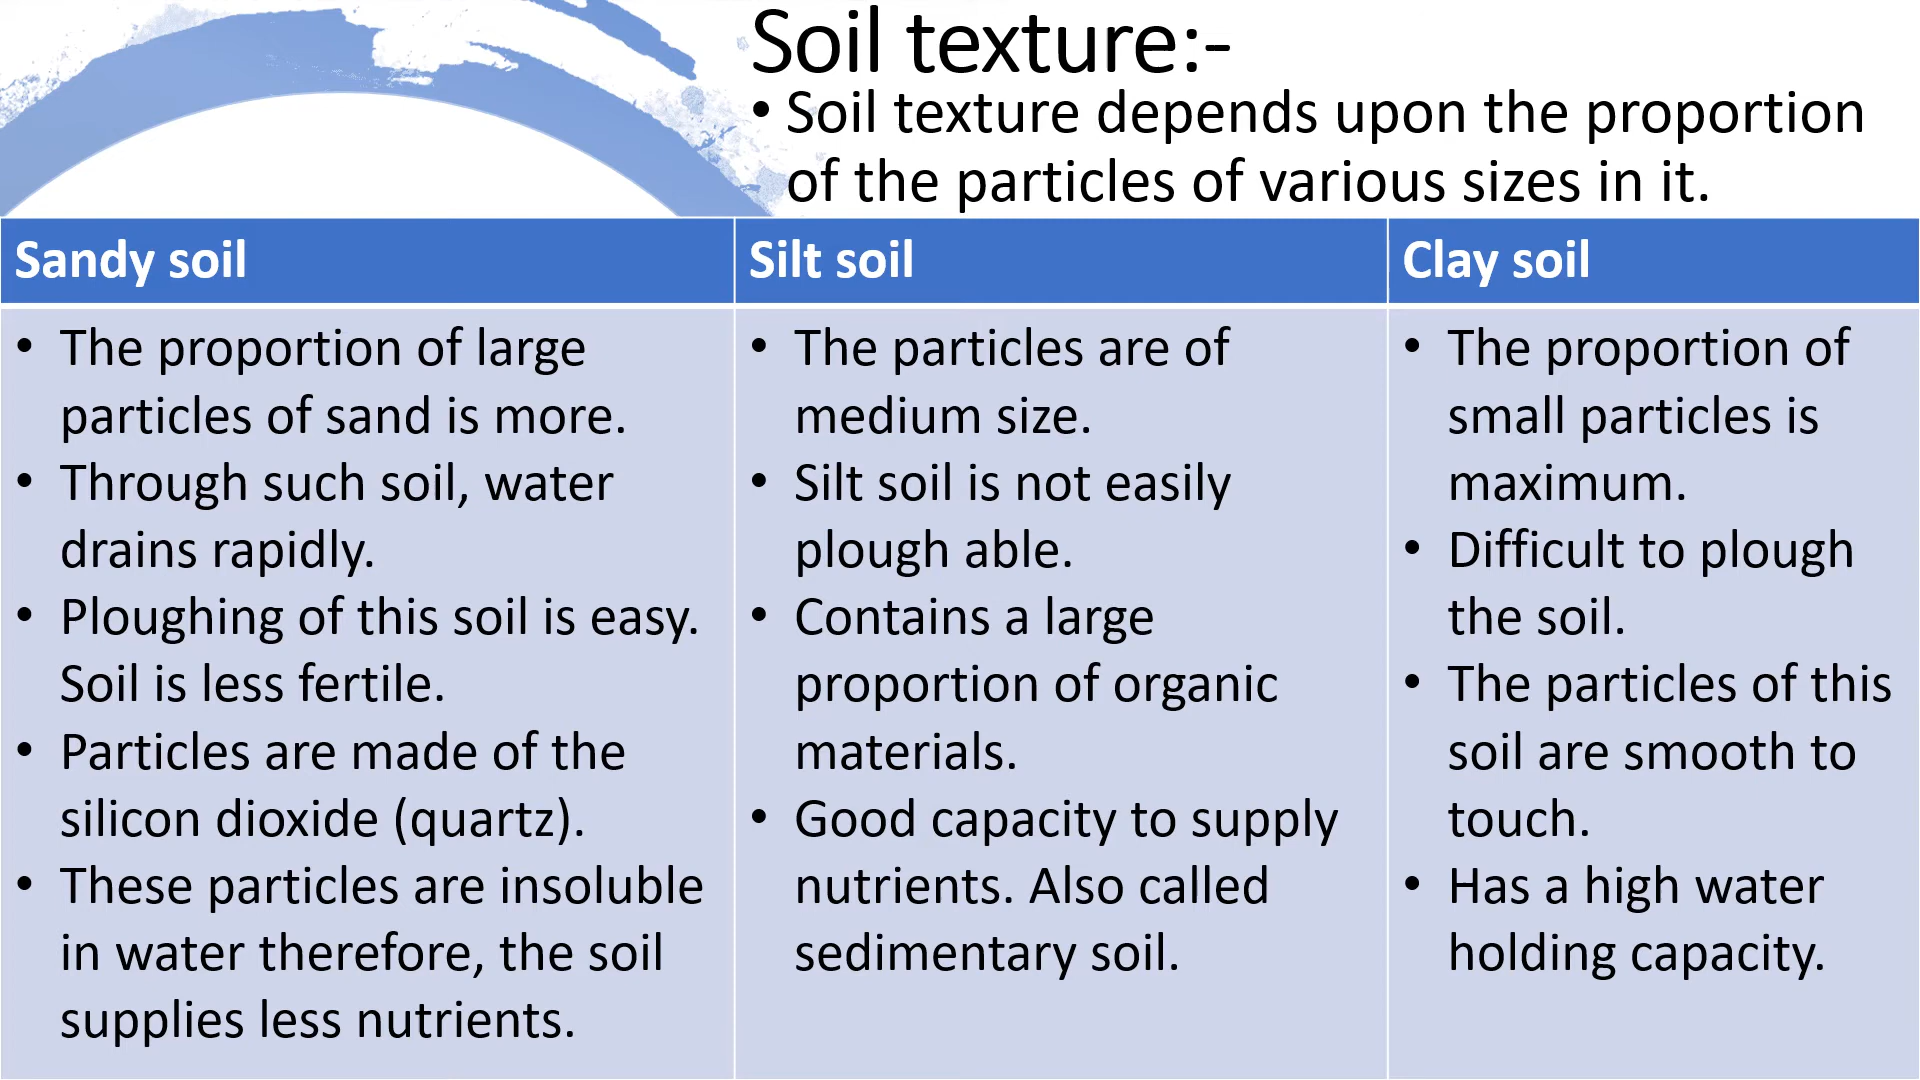 Soil texture:-
• Soil texture depends upon the proportion
of the particles of various sizes in it.
Sandy soil
• The proportion of large
particles of sand is more.
• Through such soil, water
drains rapidly.
• Ploughing of this soil is easy.
Soil is less fertile.
• Particles are made of the
silicon dioxide (quartz).
• These particles are insoluble
in water therefore, the soil
supplies less nutrients.
Silt soil
• The particles are of
medium size.
• Silt soil is not easily
plough able.
• Contains a large
proportion of organic
materials.
• Good capacity to supply
nutrients. Also called
sedimentary soil.
Clay soil
• The proportion of
small particles is
maximum.
• Difficult to plough
the soil.
• The particles of this
soil are smooth to
touch.
• Has a high water
holding capacity.